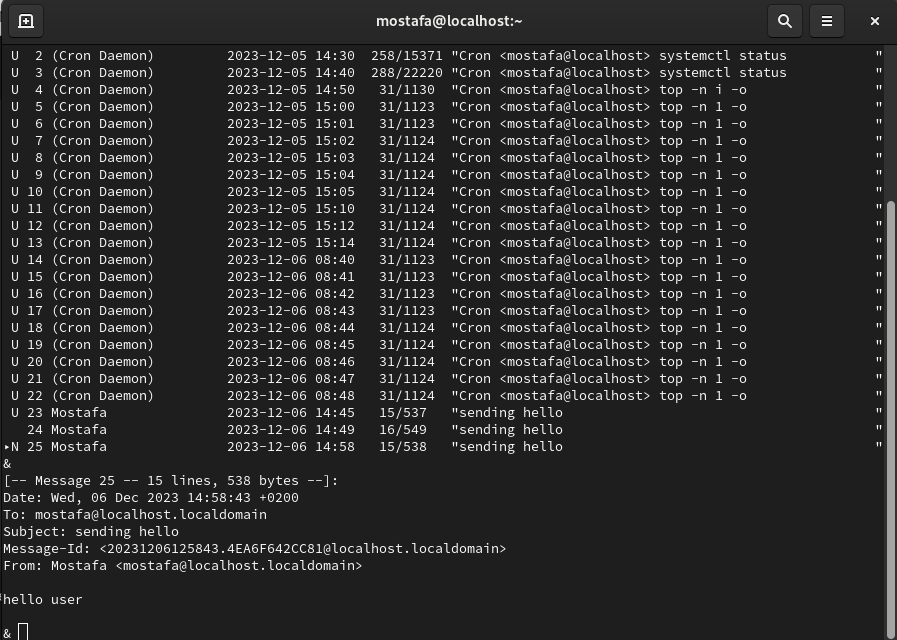 mostafa@localhost:~
U 2 (Cron Daemon) 2023-12-05 14:30 258/15371 "Cron <mostafa@localhost> systemctl status "
U 3 (Cron Daemon) 2023-12-05 14:40 288/22220 "Cron <mostafa@localhost> systemctl status "
U 4 (Cron Daemon) 2023-12-05 14:50 31/1130 "Cron <mostafa@localhost> top -n i -o "
U 5 (Cron Daemon) 2023-12-05 15:00 31/1123 "Cron <mostafa@localhost> top -n 1 -o "
U 6 (Cron Daemon) 2023-12-05 15:01 31/1123 "Cron <mostafa@localhost> top -n 1 -o "
U 7 (Cron Daemon) 2023-12-05 15:02 31/1124 "Cron <mostafa@localhost> top -n 1 -o "
U 8 (Cron Daemon) 2023-12-05 15:03 31/1124 "Cron <mostafa@localhost> top -n 1 -o "
U 9 (Cron Daemon) 2023-12-05 15:04 31/1124 "Cron <mostafa@localhost> top -n 1 -o "
U 10 (Cron Daemon) 2023-12-05 15:05 31/1124 "Cron <mostafa@localhost> top -n 1 -o "
U 11 (Cron Daemon) 2023-12-05 15:10 31/1124 "Cron <mostafa@localhost> top -n 1 -o "
U 12 (Cron Daemon) 2023-12-05 15:12 31/1124 "Cron <mostafa@localhost> top -n 1 -o "
U 13 (Cron Daemon) 2023-12-05 15:14 31/1124 "Cron <mostafa@localhost> top -n 1 -o "
U 14 (Cron Daemon) 2023-12-06 08:40 31/1123 "Cron <mostafa@localhost> top -n 1 -o "
U 15 (Cron Daemon) 2023-12-06 08:41 31/1123 "Cron <mostafa@localhost> top -n 1 -o "
U 16 (Cron Daemon) 2023-12-06 08:42 31/1123 "Cron <mostafa@localhost> top -n 1 -o "
U 17 (Cron Daemon) 2023-12-06 08:43 31/1123 "Cron <mostafa@localhost> top -n 1 -o "
U 18 (Cron Daemon) 2023-12-06 08:44 31/1124 "Cron <mostafa@localhost> top -n 1 -o "
U 19 (Cron Daemon) 2023-12-06 08:45 31/1124 "Cron <mostafa@localhost> top -n 1 -o "
U 20 (Cron Daemon) 2023-12-06 08:46 31/1124 "Cron <mostafa@localhost> top -n 1 -o "
U 21 (Cron Daemon) 2023-12-06 08:47 31/1124 "Cron <mostafa@localhost> top -n 1 -o "
U 22 (Cron Daemon) 2023-12-06 08:48 31/1124 "Cron <mostafa@localhost> top -n 1 -o "
U 23 Mostafa 2023-12-06 14:45 15/537 "sending hello "
24 Mostafa 2023-12-06 14:49 16/549 "sending hello "
▸N 25 Mostafa 2023-12-06 14:58 15/538 "sending hello "
&
[-- Message 25 -- 15 lines, 538 bytes --]:
Date: Wed, 06 Dec 2023 14:58:43 +0200
To: mostafa@localhost.localdomain
Subject: sending hello
Message-Id: <20231206125843.4EA6F642CC81@localhost.localdomain>
From: Mostafa <mostafa@localhost.localdomain>
hello user
&